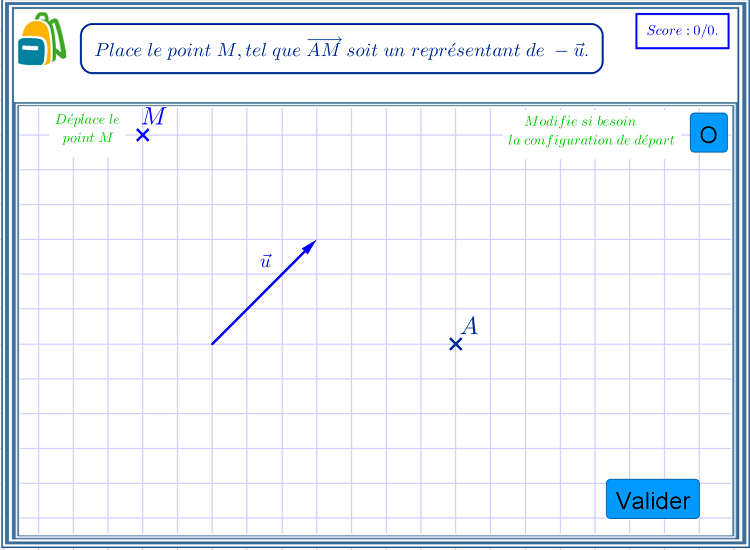 Place le point M, tel que $\overrightarrow{AM}$ soit un représentant de $-\vec{u}$.
Score : 0/0.
Déplace le
point M
M
Modifie si besoin
la configuration de départ
O
$\vec{u}$
A
Valider